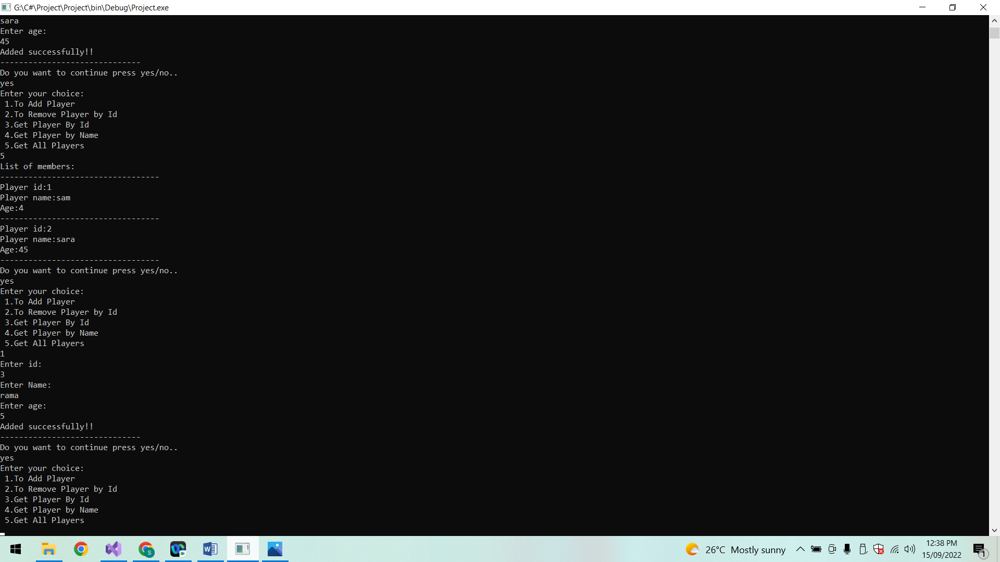 G:\C#\Project\Project\bin\Debug\Project.exe
sara
Enter age:
45
Added successfully!!
------------------------------
Do you want to continue press yes/no..
yes
Enter your choice:
1.To Add Player
2.To Remove Player by Id
3.Get Player By Id
4.Get Player by Name
5.Get All Players
5
List of members:
----------------------------------
Player id:1
Player name:sam
Age:4
----------------------------------
Player id:2
Player name:sara
Age:45
----------------------------------
Do you want to continue press yes/no..
yes
Enter your choice:
1.To Add Player
2.To Remove Player by Id
3.Get Player By Id
4.Get Player by Name
5.Get All Players
1
Enter id:
3
Enter Name:
rama
Enter age:
5
Added successfully!!
------------------------------
Do you want to continue press yes/no..
yes
Enter your choice:
1.To Add Player
2.To Remove Player by Id
3.Get Player By Id
4.Get Player by Name
5.Get All Players
26°C Mostly sunny
12:38 PM
15/09/2022
1